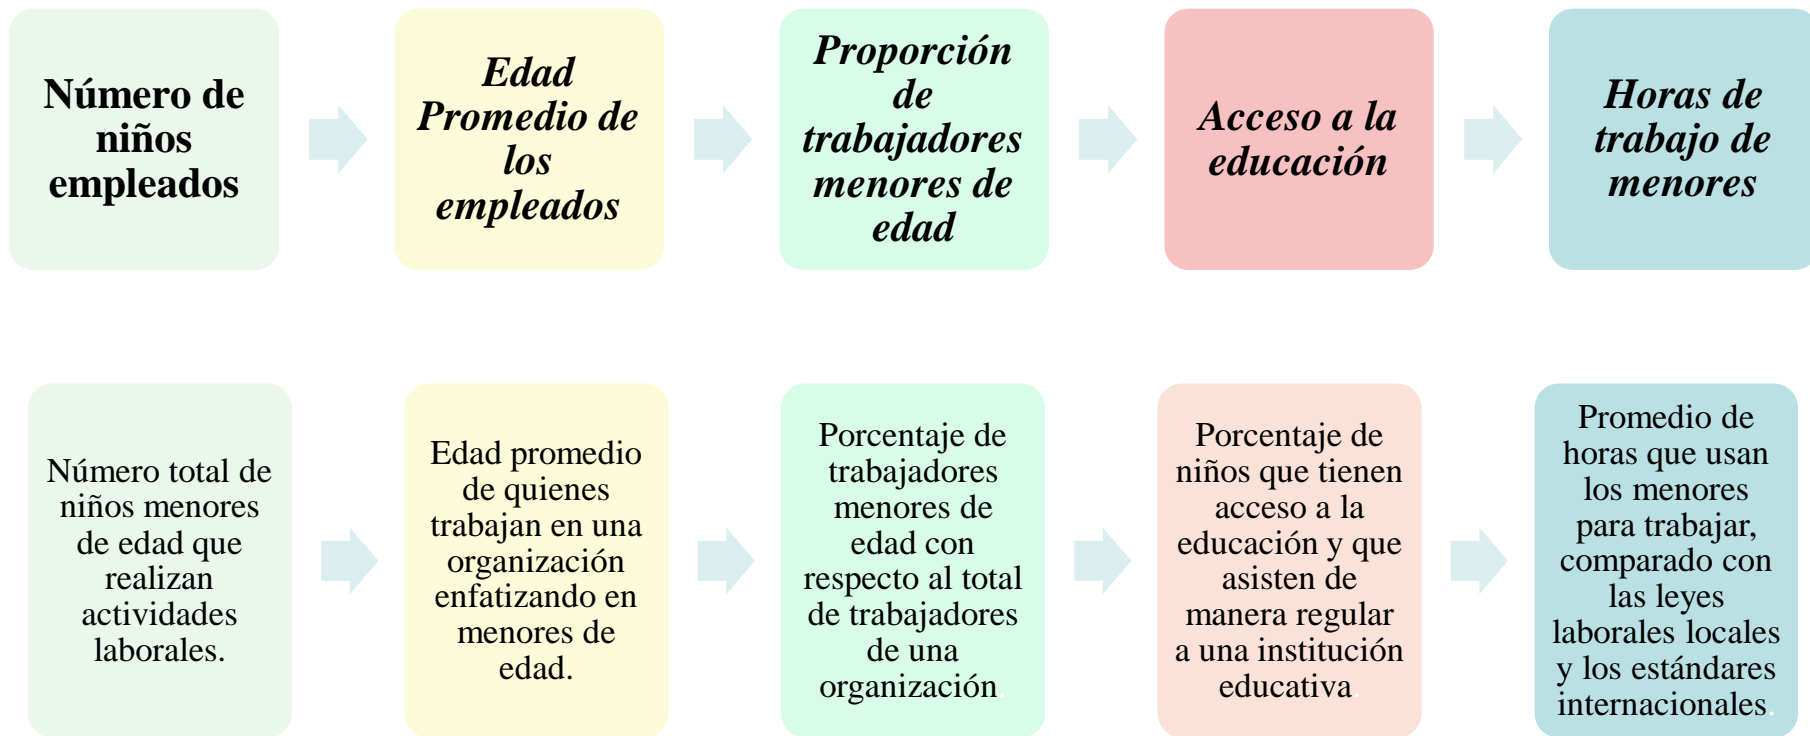 Número de
niños
empleados
Edad
Promedio de
los
empleados
Proporción
de
trabajadores
menores de
edad
Acceso a la
educación
Horas de
trabajo de
menores
Número total de
niños menores
de edad que
realizan
actividades
laborales.
Edad promedio
de quienes
trabajan en una
organización
enfatizando en
menores de
edad.
Porcentaje de
trabajadores
menores de
edad con
respecto al total
de trabajadores
de una
organización.
Porcentaje de
niños que tienen
acceso a la
educación y que
asisten de
manera regular
a una institución
educativa.
Promedio de
horas que usan
los menores
para trabajar,
comparado con
las leyes
laborales locales
y los estándares
internacionales.